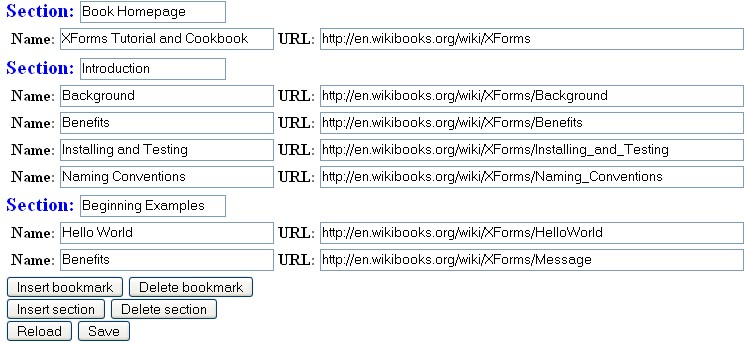 Section: Book Homepage
Name: XForms Tutorial and Cookbook URL: http://en.wikibooks.org/wiki/XForms
Section: Introduction
Name: Background URL: http://en.wikibooks.org/wiki/XForms/Background
Name: Benefits URL: http://en.wikibooks.org/wiki/XForms/Benefits
Name: Installing and Testing URL: http://en.wikibooks.org/wiki/XForms/Installing_and_Testing
Name: Naming Conventions URL: http://en.wikibooks.org/wiki/XForms/Naming_Conventions
Section: Beginning Examples
Name: Hello World URL: http://en.wikibooks.org/wiki/XForms/HelloWorld
Name: Benefits URL: http://en.wikibooks.org/wiki/XForms/Message
Insert bookmark Delete bookmark
Insert section Delete section
Reload Save